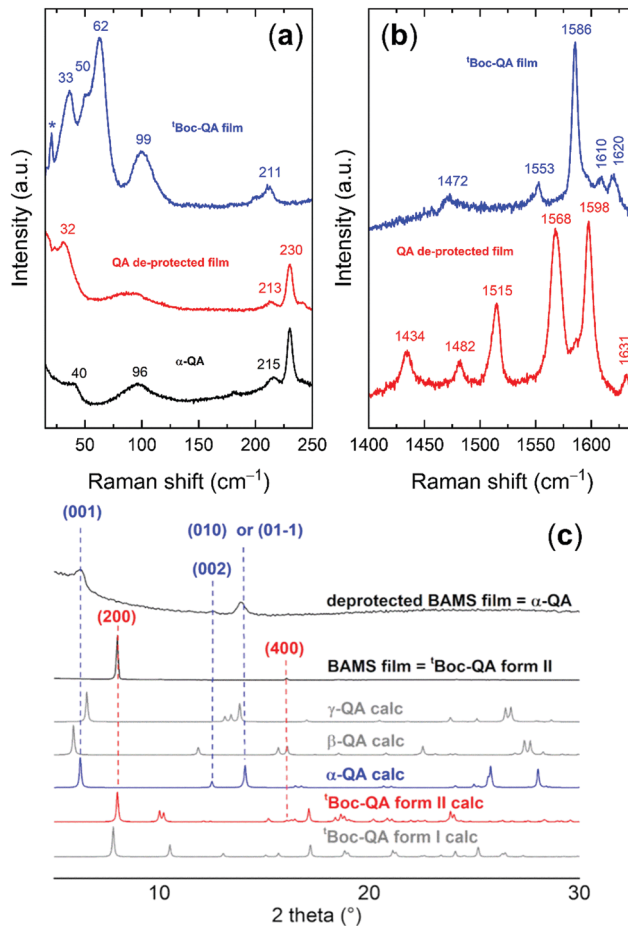 (a)
62
33
50
*
99
211
ᵗBoc-QA film
32
QA de-protected film
230
213
α-QA
40
96
215
50 100 150 200 250
Raman shift (cm⁻¹)
Intensity (a.u.)
(b)
1586
ᵗBoc-QA film
1472
1553
1610
1620
1568
1598
QA de-protected film
1515
1434
1482
1631
1400 1450 1500 1550 1600
Raman shift (cm⁻¹)
Intensity (a.u.)
(c)
(001)
(010) or (01-1)
(002)
deprotected BAMS film = α-QA
(200)
(400)
BAMS film = ᵗBoc-QA form II
γ-QA calc
β-QA calc
α-QA calc
ᵗBoc-QA form II calc
ᵗBoc-QA form I calc
10 20 30
2 theta (°)